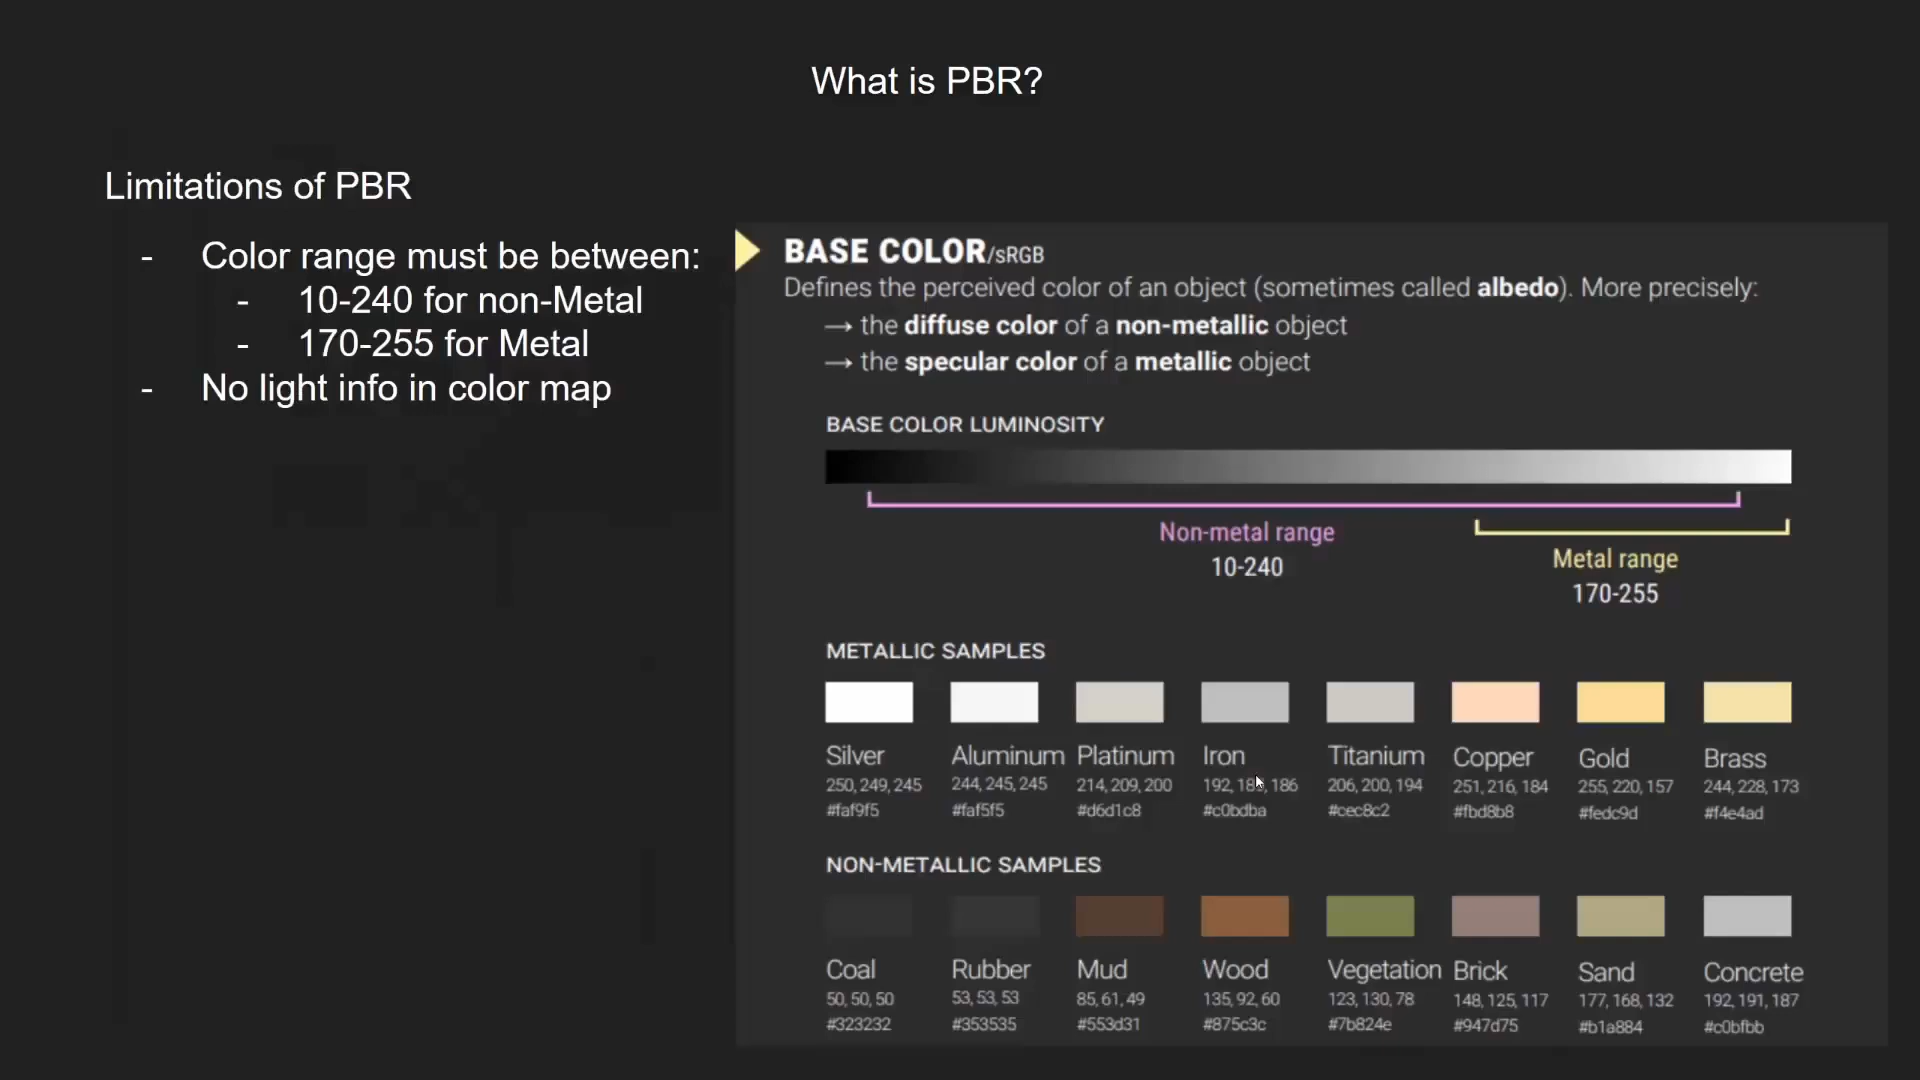 What is PBR?
Limitations of PBR
- Color range must be between:
- 10-240 for non-Metal
- 170-255 for Metal
- No light info in color map
BASE COLOR/sRGB
Defines the perceived color of an object (sometimes called albedo). More precisely:
→ the diffuse color of a non-metallic object
→ the specular color of a metallic object
BASE COLOR LUMINOSITY
Non-metal range
10-240
Metal range
170-255
METALLIC SAMPLES
Silver Aluminum Platinum Iron Titanium Copper Gold Brass
250, 249, 245 244, 245, 245 214, 209, 200 192, 186 206, 200, 194 251, 216, 184 255, 220, 157 244, 228, 173
#faf9f5 #faf5f5 #d6d1c8 #c0bdba #cec8c2 #fbd8b8 #fedc9d #f4e4ad
NON-METALLIC SAMPLES
Coal Rubber Mud Wood Vegetation Brick Sand Concrete
50, 50, 50 53, 53, 53 85, 61, 49 135, 92, 60 123, 130, 78 148, 125, 117 177, 168, 132 192, 191, 187
#323232 #353535 #553d31 #875c3c #7b824e #947d75 #b1a884 #c0bfbb